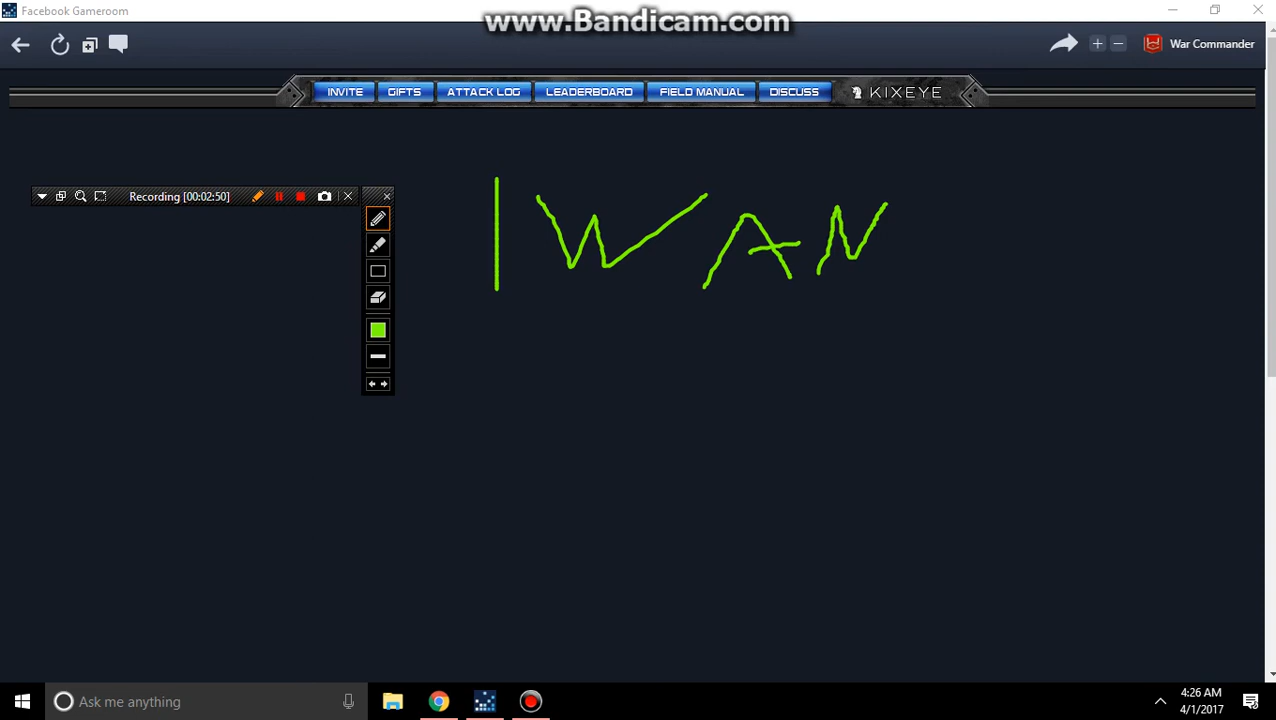 Facebook Gameroom
www.Bandicam.com
War Commander
INVITE GIFTS ATTACK LOG LEADERBOARD FIELD MANUAL DISCUSS KIXEYE
Recording [00:02:50]
I WAN
Ask me anything
4:26 AM
4/1/2017